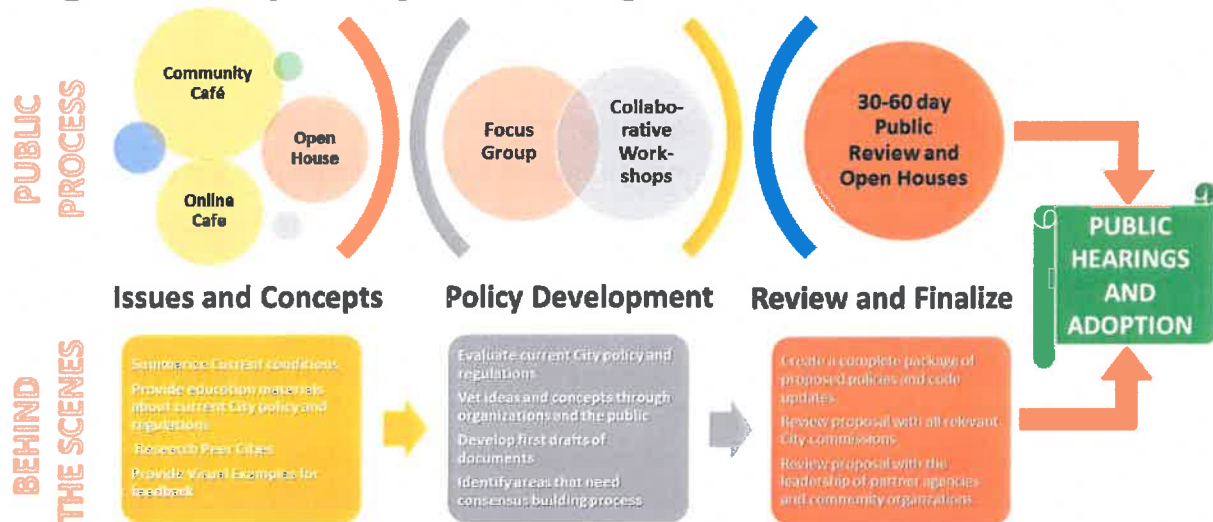 PUBLIC
PROCESS
Community
Café
Open
House
Online
Cafe
Focus
Group
Collabo-
rative
Work-
shops
30-60 day
Public
Review and
Open Houses
PUBLIC
HEARINGS
AND
ADOPTION
Issues and Concepts
Policy Development
Review and Finalize
BEHIND
THE SCENES
Summarize Current conditions
Provide education materials
about current City policy and
regulations
Research Peer Cities
Provide Visual Examples for
feedback
Evaluate current City policy and
regulations
Vet ideas and concepts through
organizations and the public
Develop first drafts of
documents
Identify areas that need
consensus building process
Create a complete package of
proposed policies and code
updates
Review proposal with all relevant
City commissions
Review proposal with the
leadership of partner agencies
and community organizations